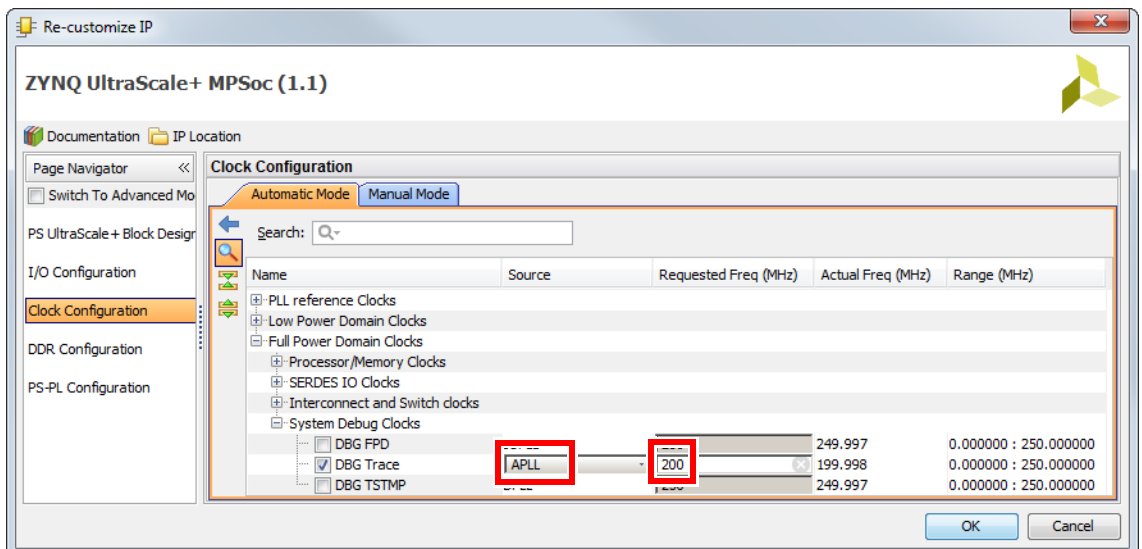 Re-customize IP
ZYNQ UltraScale+ MPSoc (1.1)
Documentation IP Location
Page Navigator «
Switch To Advanced Mo
PS UltraScale+ Block Desigr
I/O Configuration
Clock Configuration
DDR Configuration
PS-PL Configuration
Clock Configuration
Automatic Mode Manual Mode
Search:
Name Source Requested Freq (MHz) Actual Freq (MHz) Range (MHz)
PLL reference Clocks
Low Power Domain Clocks
Full Power Domain Clocks
Processor/Memory Clocks
SERDES IO Clocks
Interconnect and Switch clocks
System Debug Clocks
DBG FPD 249.997 0.000000 : 250.000000
DBG Trace APLL 200 199.998 0.000000 : 250.000000
DBG TSTMP 249.997 0.000000 : 250.000000
OK Cancel